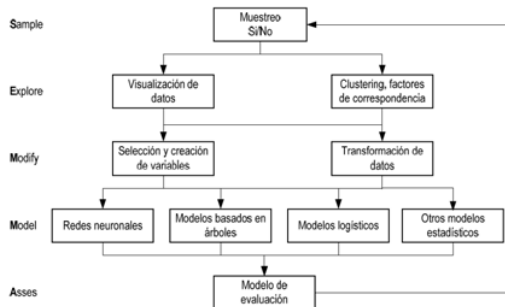 Sample
Muestreo
Si/No
Explore
Visualización de
datos
Clustering, factores
de correspondencia
Modify
Selección y creación
de variables
Transformación de
datos
Model
Redes neuronales
Modelos basados en
árboles
Modelos logísticos
Otros modelos
estadísticos
Asses
Modelo de
evaluación